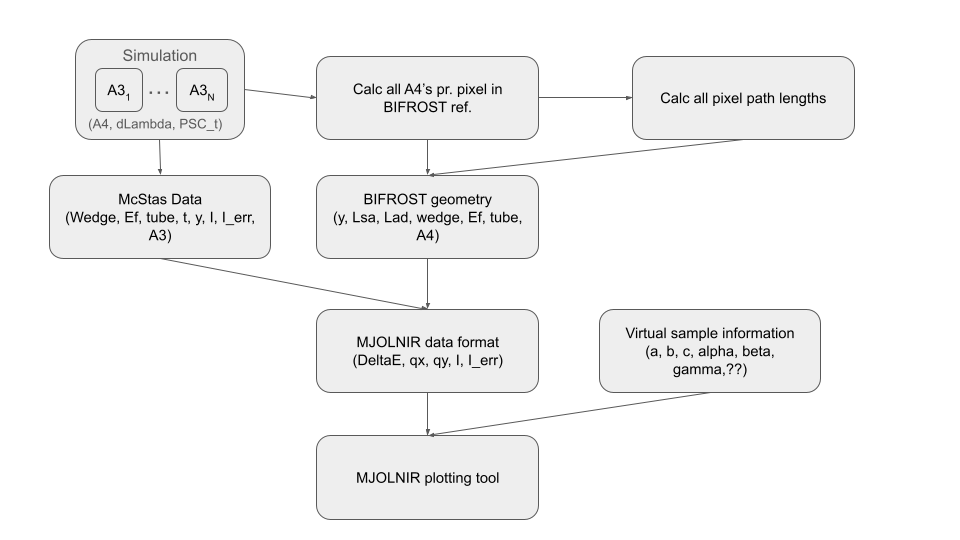 Simulation
A3₁ ... A3N
(A4, dLambda, PSC_t)
Calc all A4's pr. pixel in
BIFROST ref.
Calc all pixel path lengths
McStas Data
(Wedge, Ef, tube, t, y, I, I_err,
A3)
BIFROST geometry
(y, Lsa, Lad, wedge, Ef, tube,
A4)
MJOLNIR data format
(DeltaE, qx, qy, I, I_err)
Virtual sample information
(a, b, c, alpha, beta,
gamma,??)
MJOLNIR plotting tool